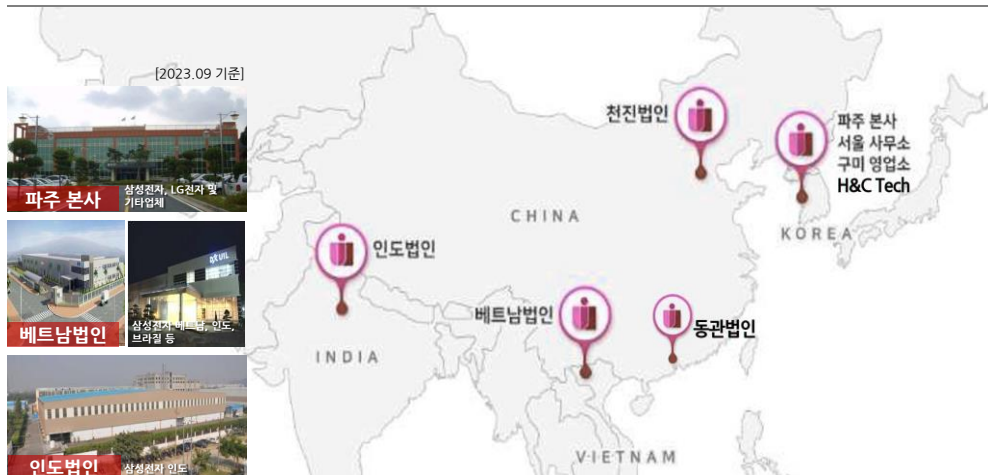 [2023.09 기준]
파주 본사
삼성전자, LG전자 및
기타업체
베트남법인
UIL
삼성전자 베트남, 인도,
브라질 등
인도법인
삼성전자 인도
천진법인
파주 본사
서울 사무소
구미 영업소
H&C Tech
CHINA
KOREA
인도법인
베트남법인
동관법인
INDIA
VIETNAM